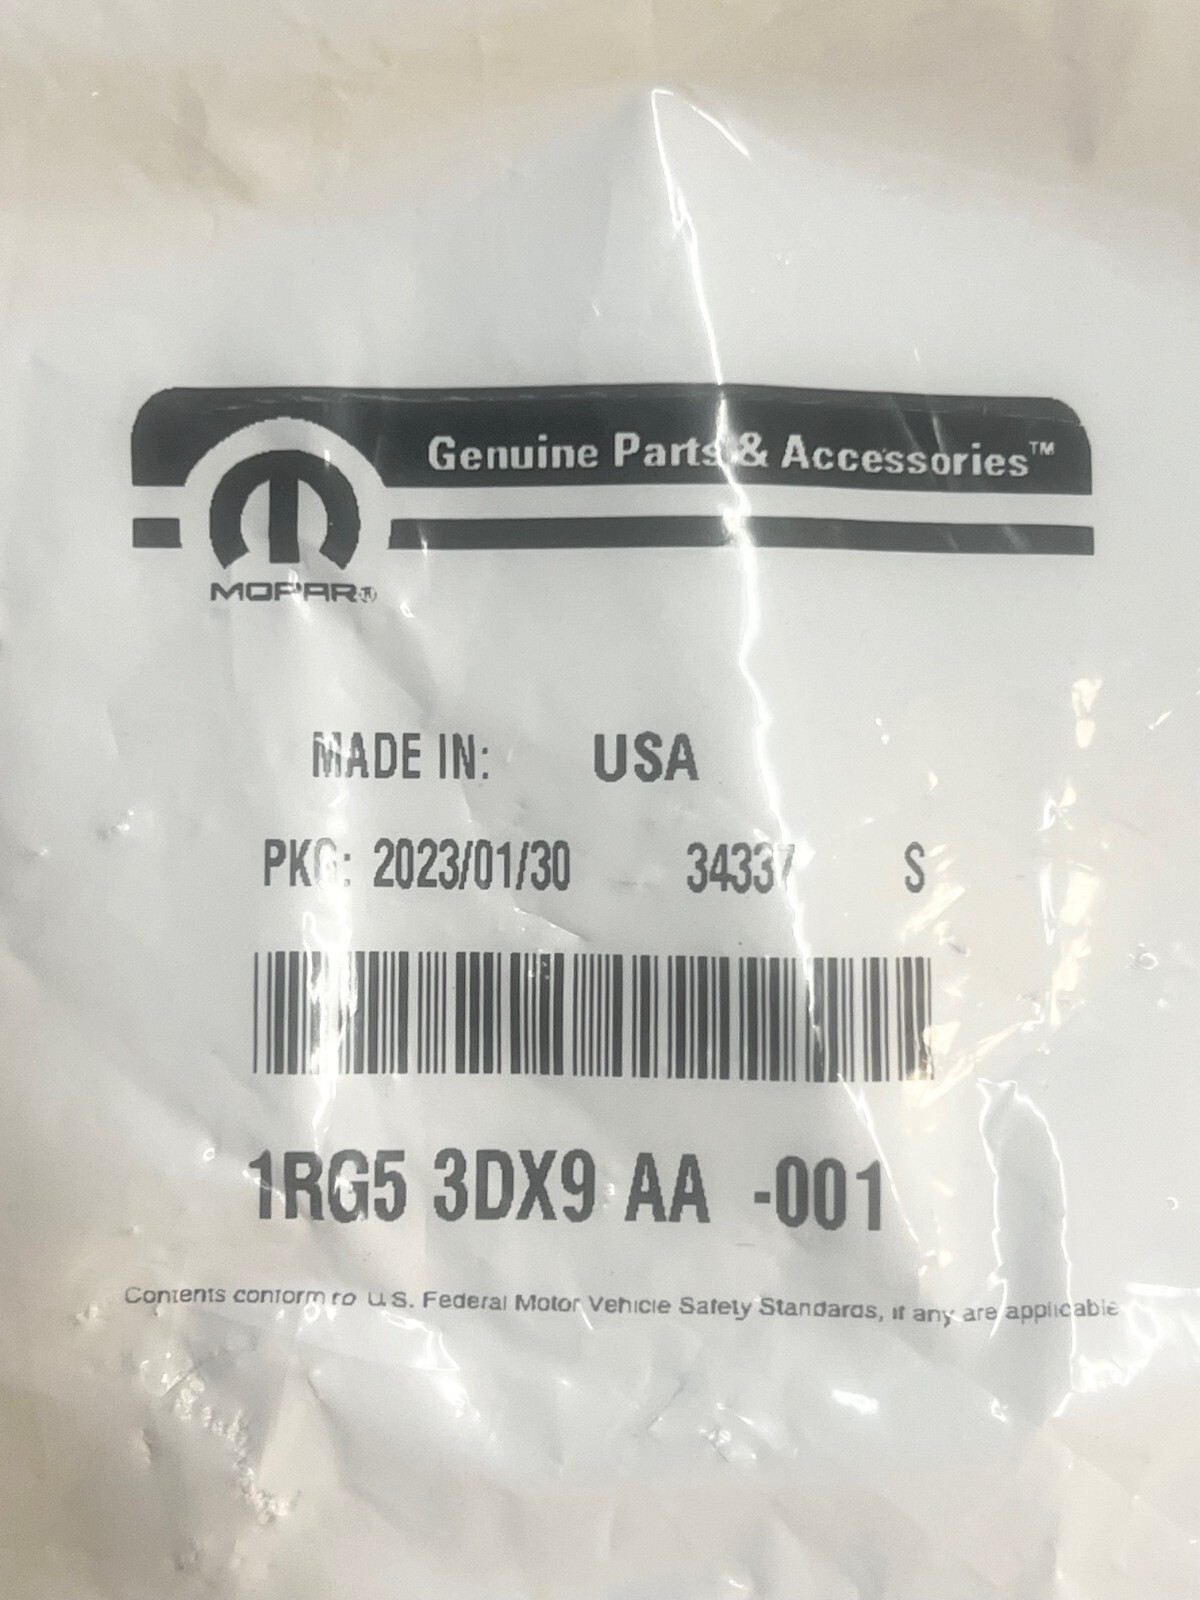 Genuine Parts & Accessories™
MOPAR®
MADE IN: USA
PKG: 2023/01/30 34337 S
1RG5 3DX9 AA -001
Contents conform to U.S. Federal Motor Vehicle Safety Standards, if any are applicable